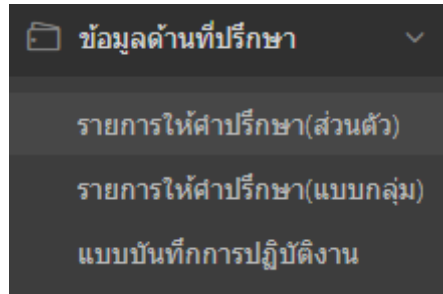 ข้อมูลด้านที่ปรึกษา
รายการให้คำปรึกษา(ส่วนตัว)
รายการให้คำปรึกษา(แบบกลุ่ม)
แบบบันทึกการปฏิบัติงาน